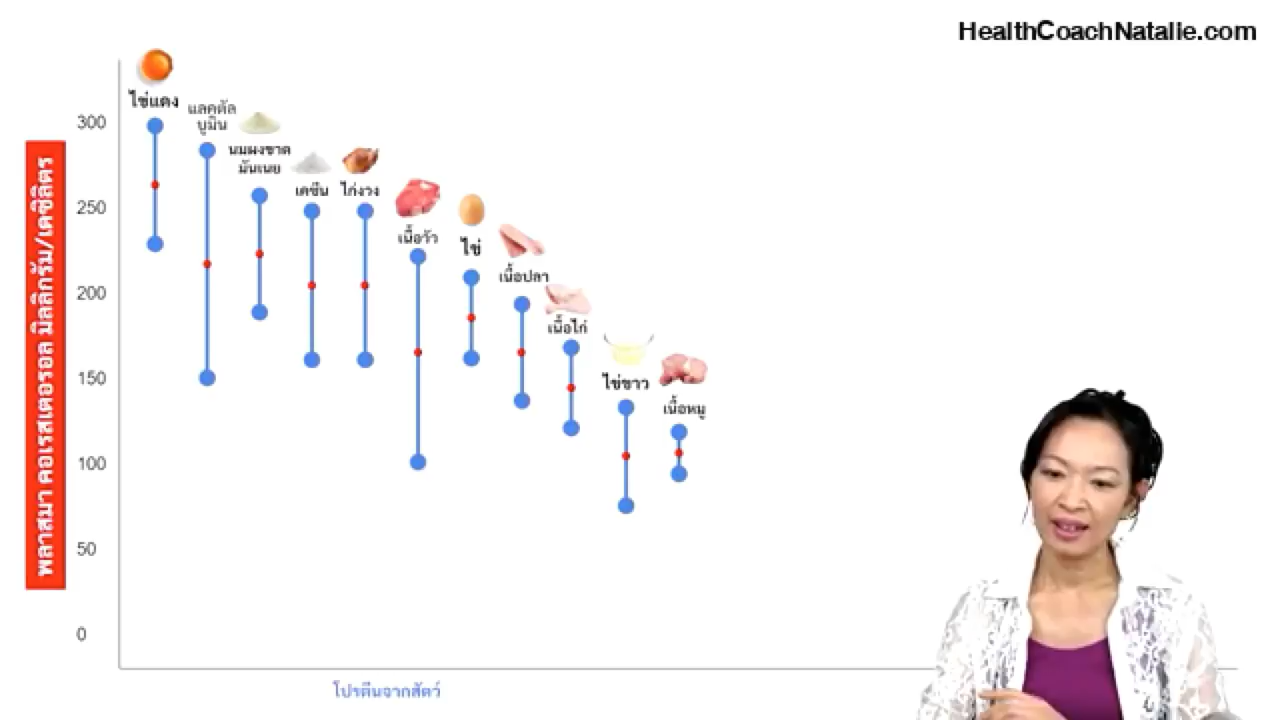 HealthCoachNatalie.com
พลาสมา คอเรสเตอรอล มิลลิกรัม/เดซิลิตร
300
250
200
150
100
50
0
ไข่แดง
แลคตัล
บูมิน
นมผงขาด
มันเนย
เคซีน
ไก่งวง
เนื้อวัว
ไข่
เนื้อปลา
เนื้อไก่
ไข่ขาว
เนื้อหมู
โปรตีนจากสัตว์